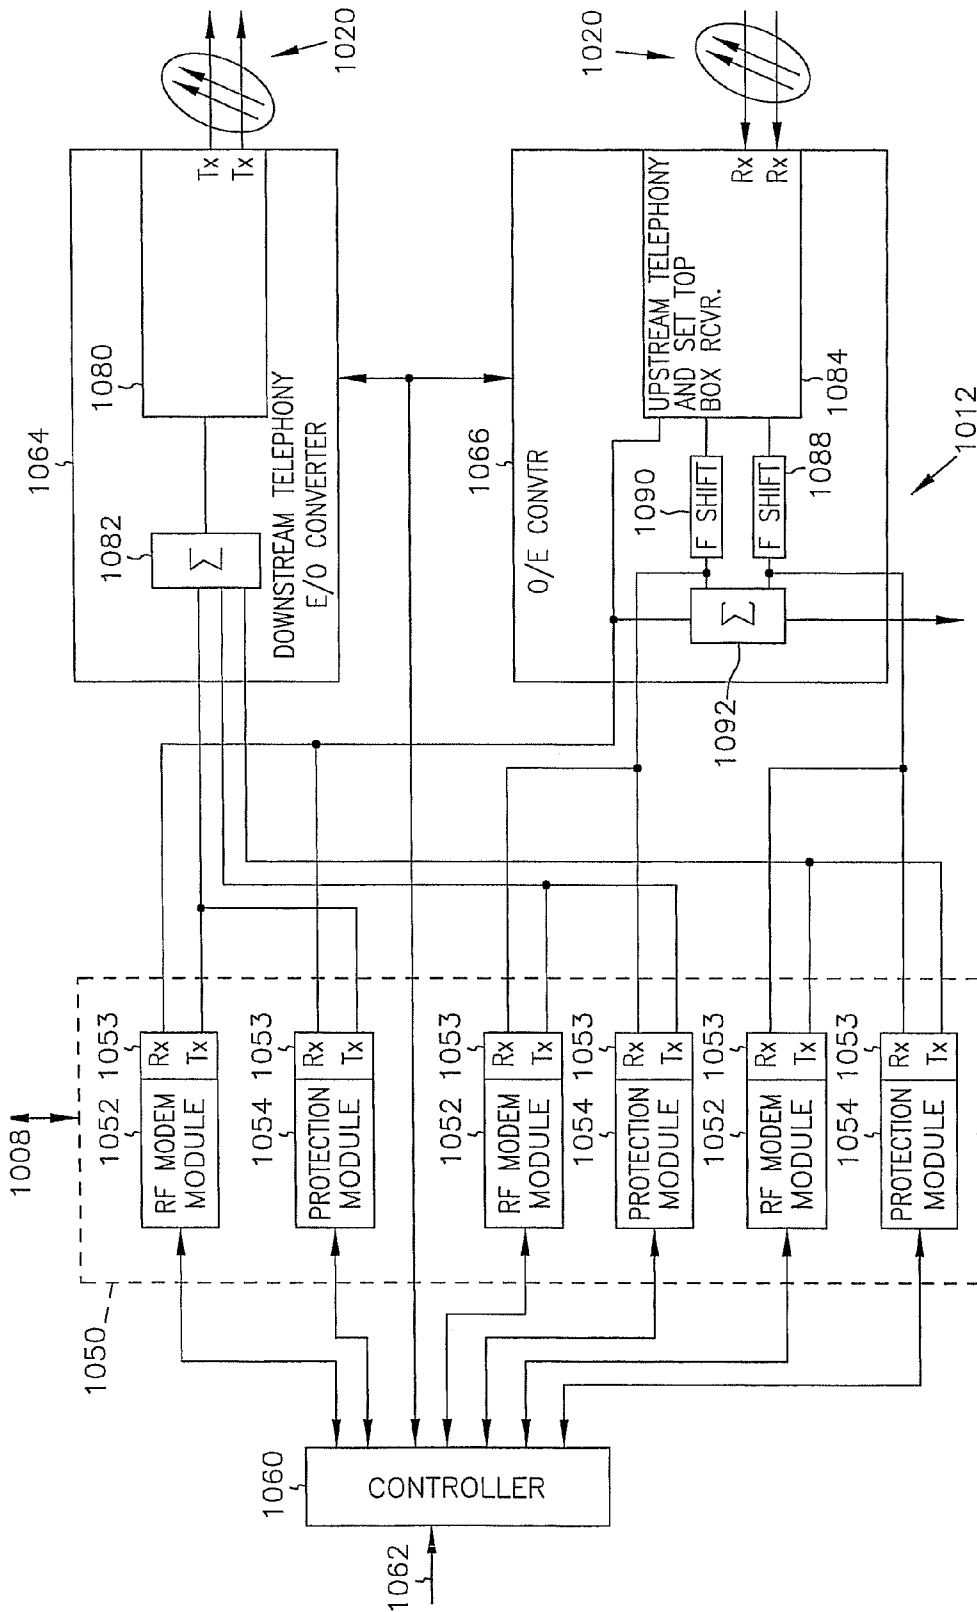 1008
1050
1052
RF MODEM
MODULE
Rx
Tx
1053
1054
PROTECTION
MODULE
Rx
Tx
1053
1052
RF MODEM
MODULE
Rx
Tx
1053
1054
PROTECTION
MODULE
Rx
Tx
1053
1052
RF MODEM
MODULE
Rx
Tx
1053
1054
PROTECTION
MODULE
Rx
Tx
1053
1060
CONTROLLER
1062
1064
1082
Σ
1080
Tx
Tx
DOWNSTREAM TELEPHONY
E/O CONVERTER
1020
1066
O/E CONVTR
1090
F SHIFT
F SHIFT
1088
Σ
1092
UPSTREAM TELEPHONY
AND SET TOP
BOX RCVR.
Rx
Rx
1084
1020
1012